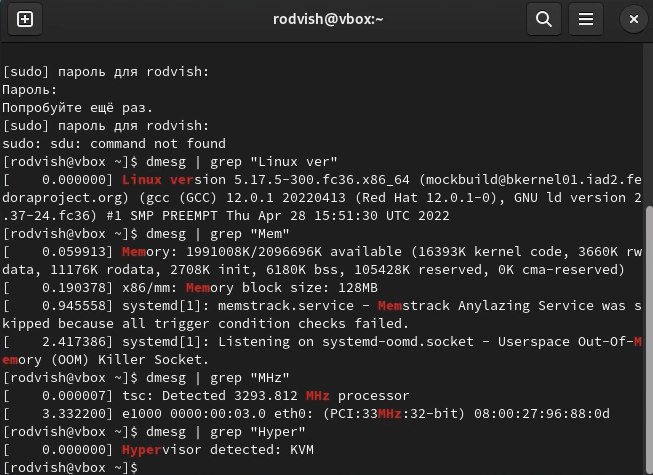 rodvish@vbox:~
[sudo] пароль для rodvish:
Пароль:
Попробуйте ещё раз.
[sudo] пароль для rodvish:
sudo: sdu: command not found
[rodvish@vbox ~]$ dmesg | grep "Linux ver"
[    0.000000] Linux version 5.17.5-300.fc36.x86_64 (mockbuild@bkernel01.iad2.fe
doraproject.org) (gcc (GCC) 12.0.1 20220413 (Red Hat 12.0.1-0), GNU ld version 2
.37-24.fc36) #1 SMP PREEMPT Thu Apr 28 15:51:30 UTC 2022
[rodvish@vbox ~]$ dmesg | grep "Mem"
[    0.059913] Memory: 1991008K/2096696K available (16393K kernel code, 3660K rw
data, 11176K rodata, 2708K init, 6180K bss, 105428K reserved, 0K cma-reserved)
[    0.190378] x86/mm: Memory block size: 128MB
[    0.945558] systemd[1]: memstrack.service - Memstrack Anylazing Service was s
kipped because all trigger condition checks failed.
[    2.417386] systemd[1]: Listening on systemd-oomd.socket - Userspace Out-Of-M
emory (OOM) Killer Socket.
[rodvish@vbox ~]$ dmesg | grep "MHz"
[    0.000007] tsc: Detected 3293.812 MHz processor
[    3.332200] e1000 0000:00:03.0 eth0: (PCI:33MHz:32-bit) 08:00:27:96:88:0d
[rodvish@vbox ~]$ dmesg | grep "Hyper"
[    0.000000] Hypervisor detected: KVM
[rodvish@vbox ~]$